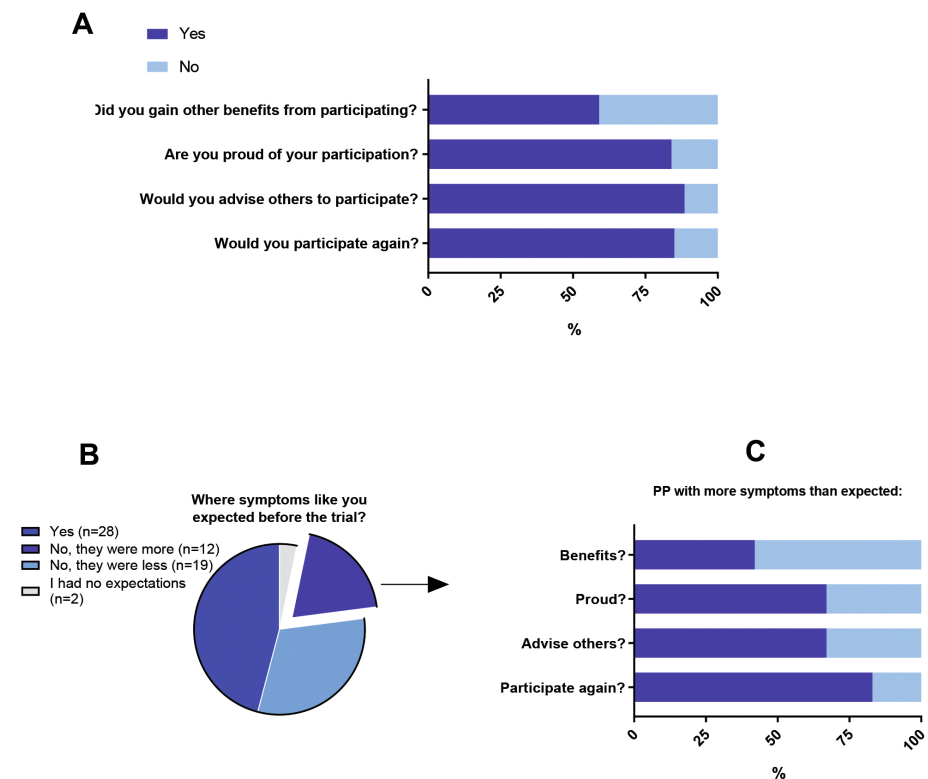 A
Yes
No
Did you gain other benefits from participating?
Are you proud of your participation?
Would you advise others to participate?
Would you participate again?
0 25 50 75 100
%
B
Where symptoms like you
expected before the trial?
Yes (n=28)
No, they were more (n=12)
No, they were less (n=19)
I had no expectations
(n=2)
C
PP with more symptoms than expected:
Benefits?
Proud?
Advise others?
Participate again?
0 25 50 75 100
%